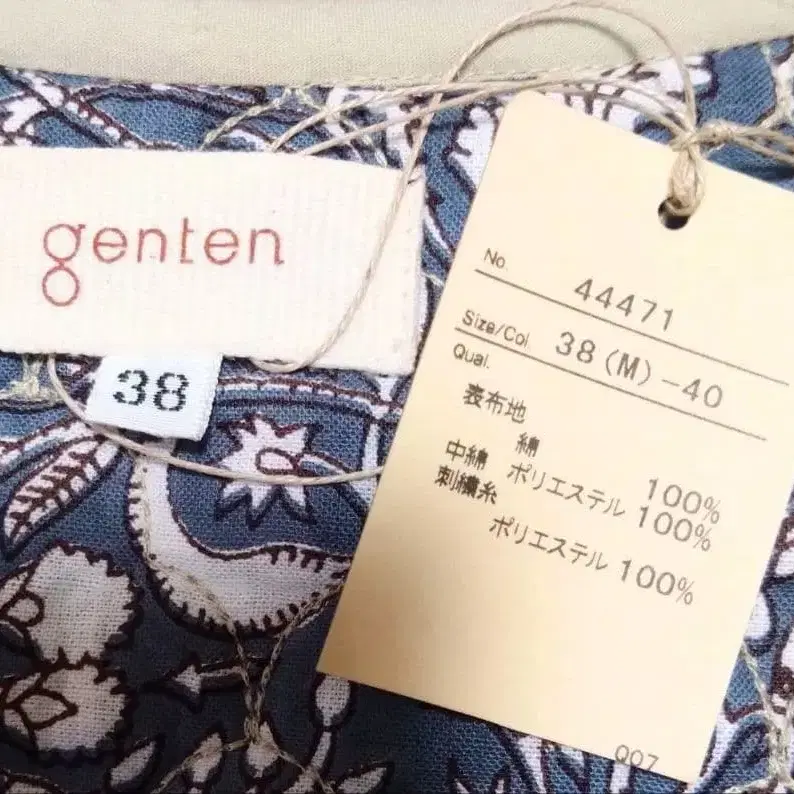 genten
38
No. 44471
Size/Col. 38 (M) -40
Qual.
表布地
綿 100%
中綿 ポリエステル 100%
刺繍糸
ポリエステル 100%
Q07